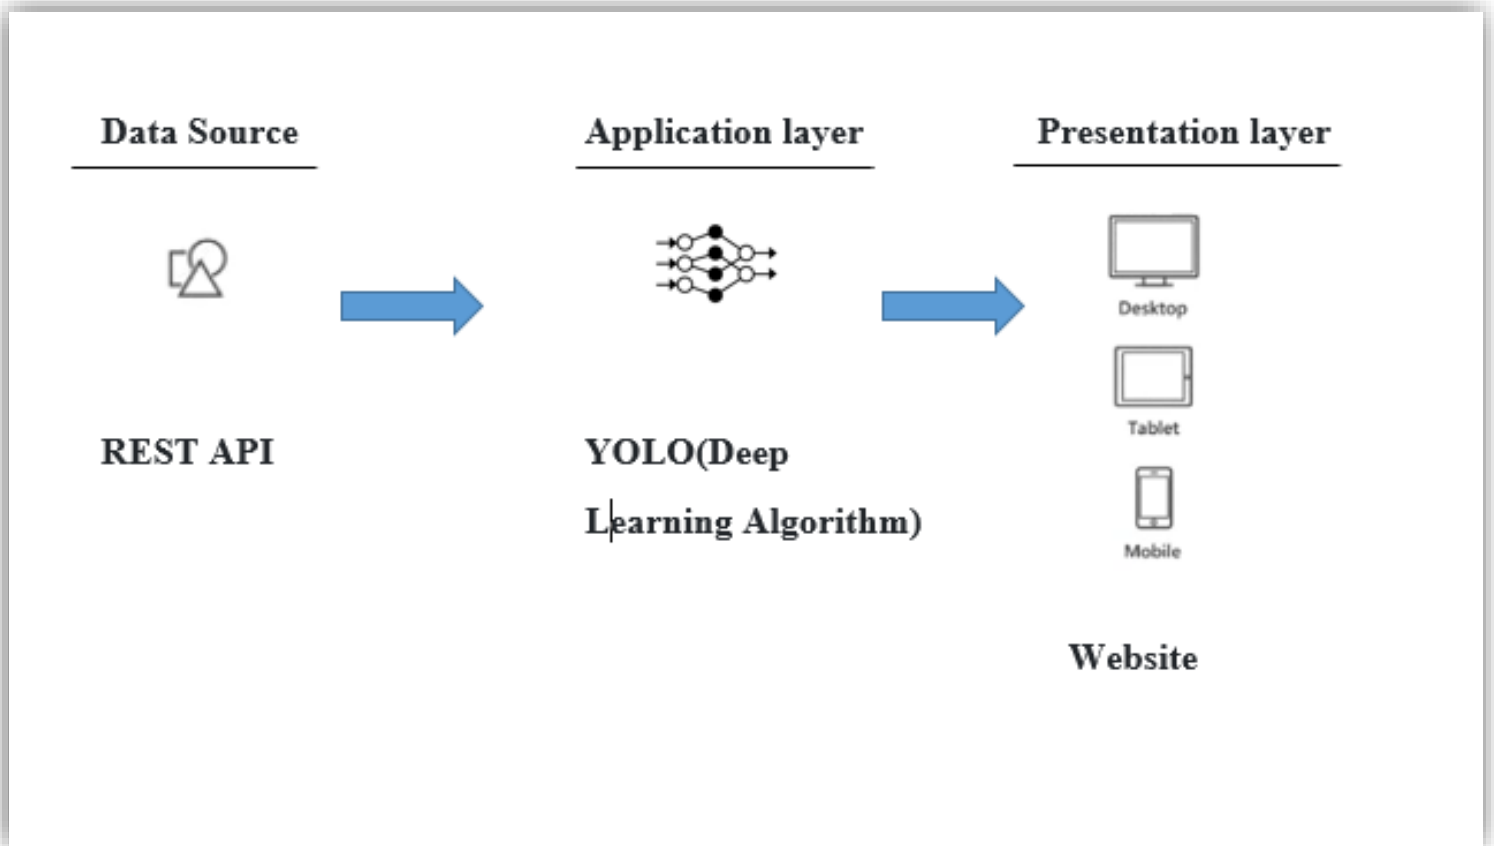 Data Source
Application layer
Presentation layer
Desktop
Tablet
Mobile
REST API
YOLO(Deep
Learning Algorithm)
Website